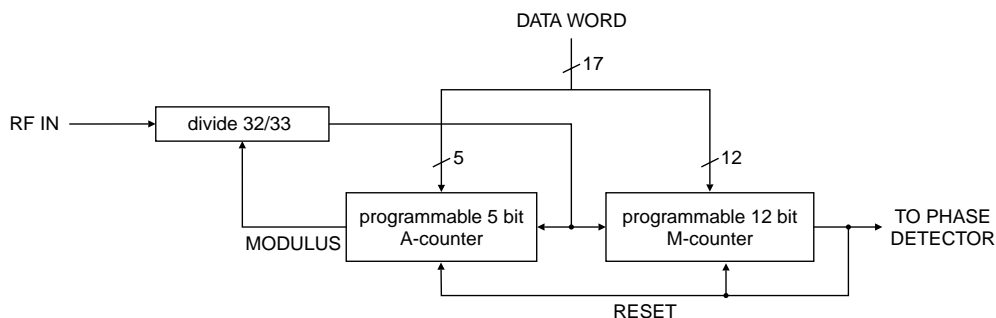 DATA WORD
17
RF IN
divide 32/33
5
12
programmable 5 bit
A-counter
programmable 12 bit
M-counter
TO PHASE
DETECTOR
MODULUS
RESET